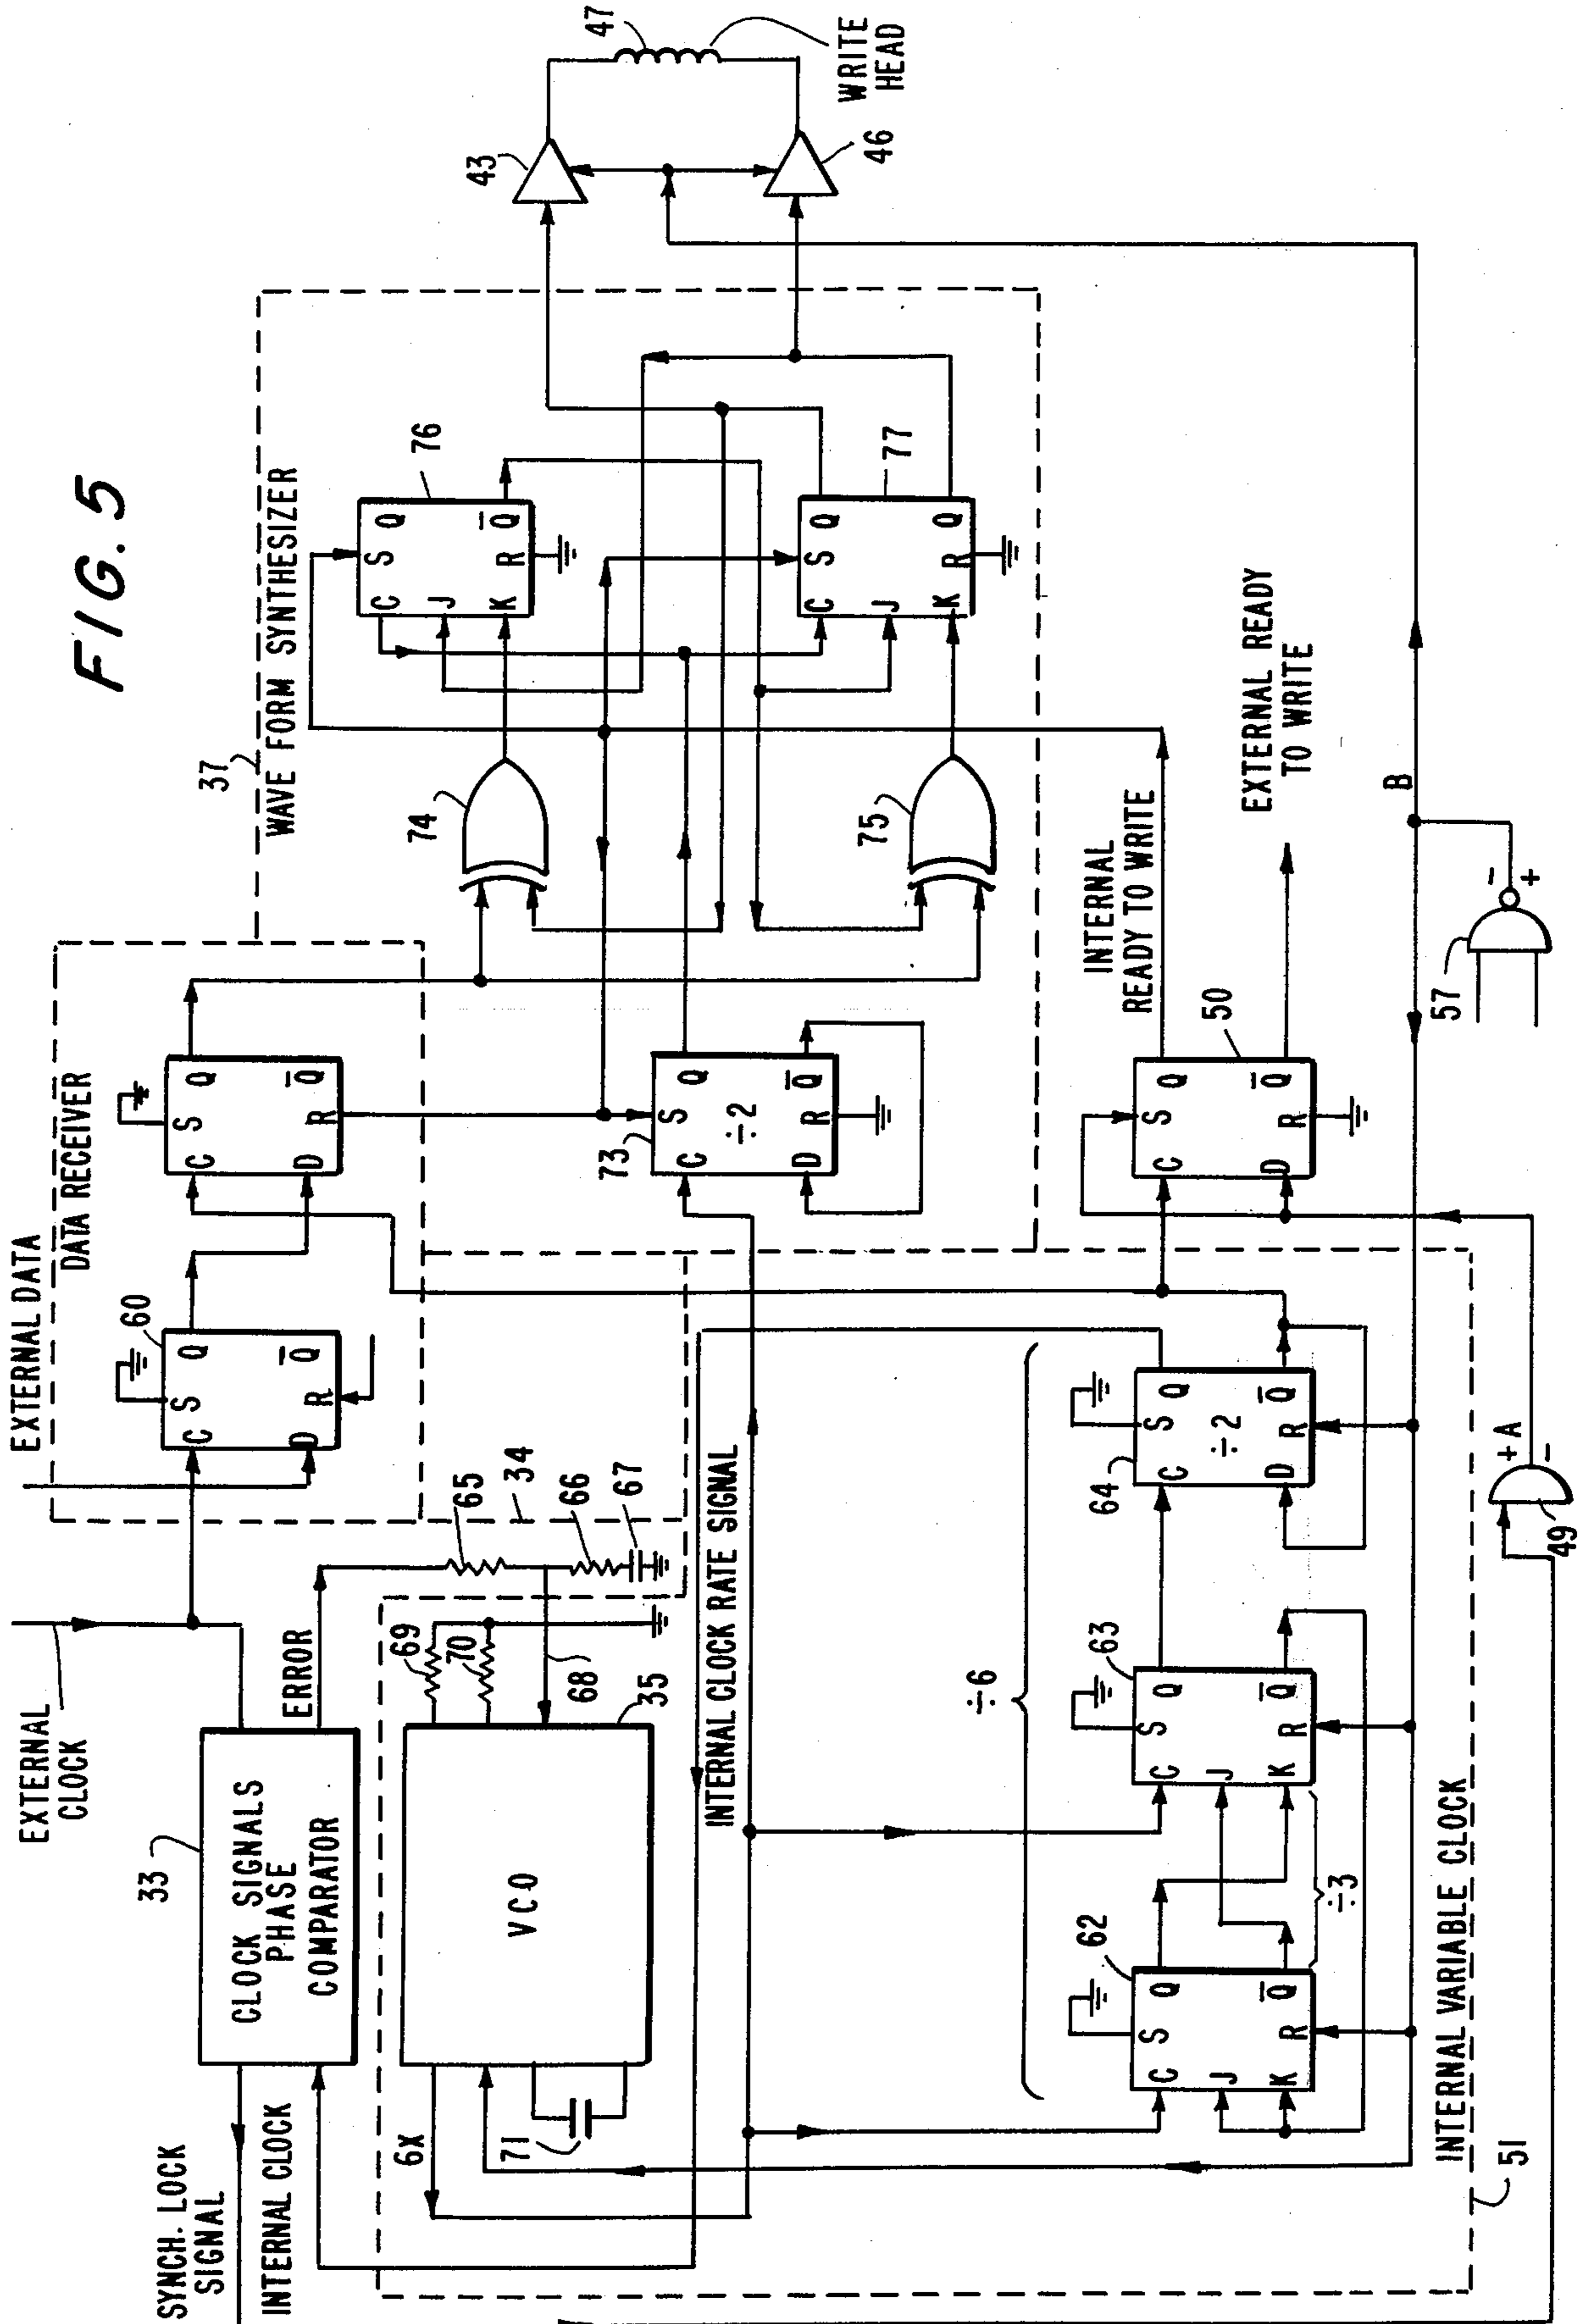 FIG. 5
EXTERNAL DATA
DATA RECEIVER
EXTERNAL
CLOCK
33
CLOCK SIGNALS
PHASE
COMPARATOR
ERROR
SYNCH. LOCK
SIGNAL
INTERNAL CLOCK
60
S
C
Q
D
R
Q̅
S
C
Q
D
R
Q̅
37
WAVE FORM SYNTHESIZER
34
65
66
67
68
69
70
35
VCO
6X
71
INTERNAL CLOCK RATE SIGNAL
73
S
C
Q
÷2
D
R
Q̅
74
75
76
S
C
Q
J
K
R
Q̅
77
S
C
Q
J
K
R
Q
43
46
47
WRITE
HEAD
÷6
62
S
C
Q
J
K
R
Q̅
÷3
63
S
C
Q
J
K
R
Q̅
64
S
C
Q
÷2
D
R
Q̅
50
S
C
Q
D
R
Q̅
INTERNAL
READY TO WRITE
EXTERNAL READY
TO WRITE
INTERNAL VARIABLE CLOCK
51
49
+A
-
57
-
+
B